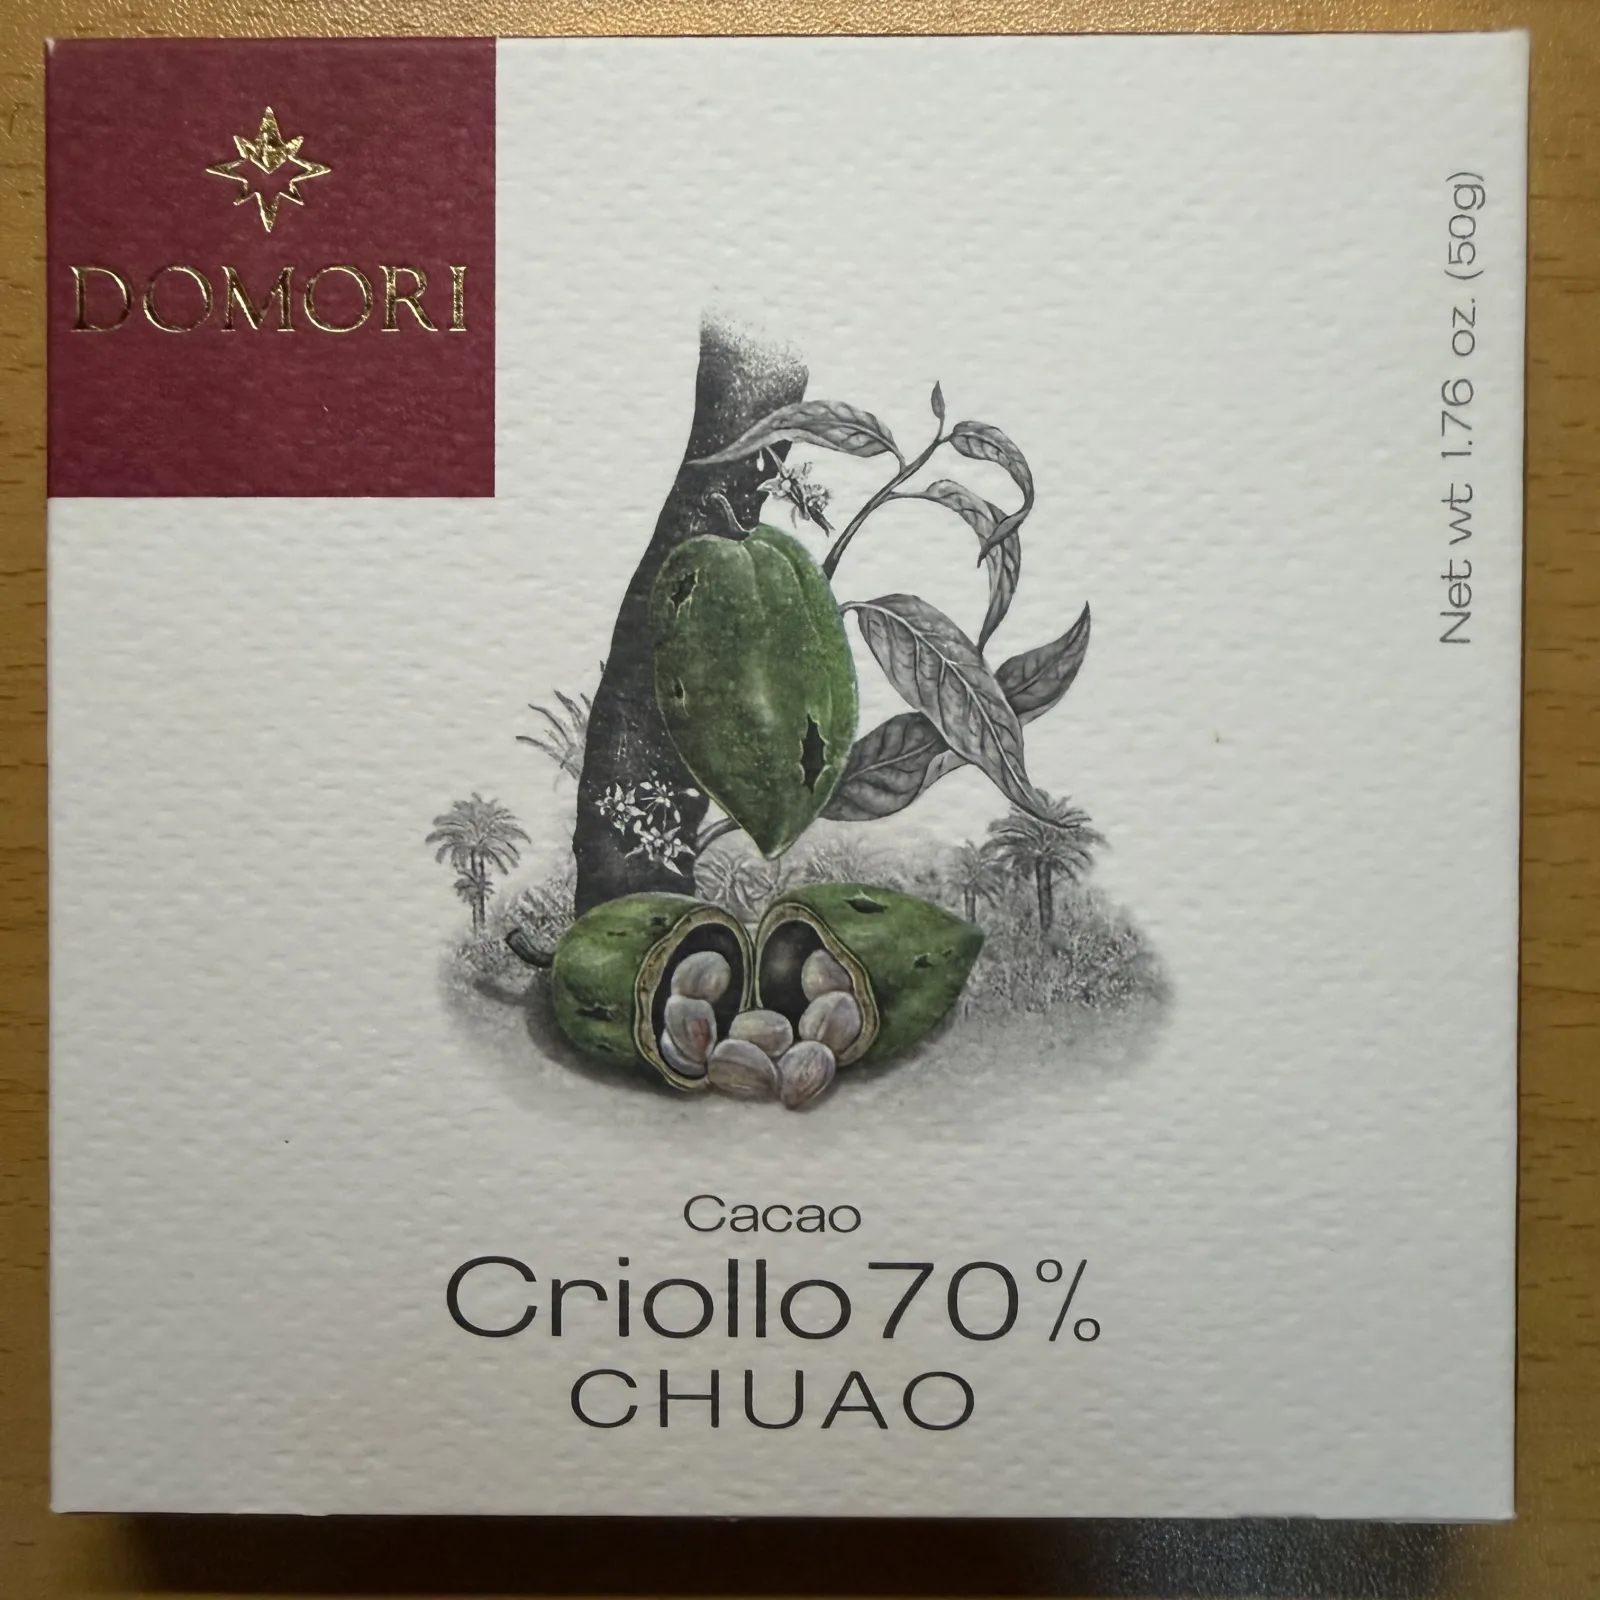 DOMORI
Net wt 1.76 oz. (50g)
Cacao
Criollo 70%
CHUAO